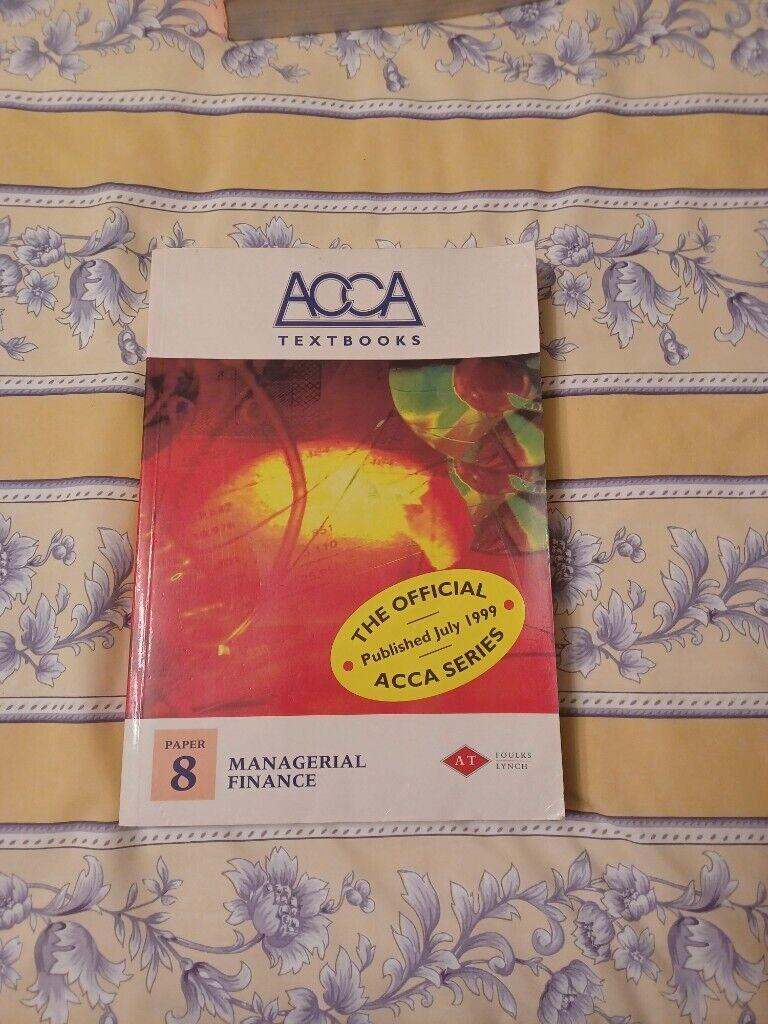 ACCA
TEXTBOOKS
THE OFFICIAL
Published July 1999
ACCA SERIES
PAPER
8
MANAGERIAL
FINANCE
AT
FOULKS
LYNCH